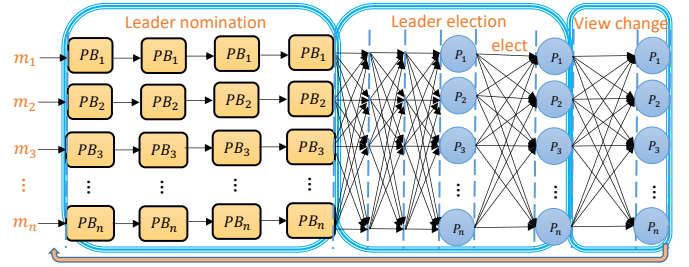 Leader nomination Leader election View change
elect
m₁ PB₁ PB₁ PB₁ PB₁ P₁ P₁ P₁
m₂ PB₂ PB₂ PB₂ PB₂ P₂ P₂ P₂
m₃ PB₃ PB₃ PB₃ PB₃ P₃ P₃ P₃
⋮ ... ... ... ... ... ... ...
mₙ PBₙ PBₙ PBₙ PBₙ Pₙ Pₙ Pₙ